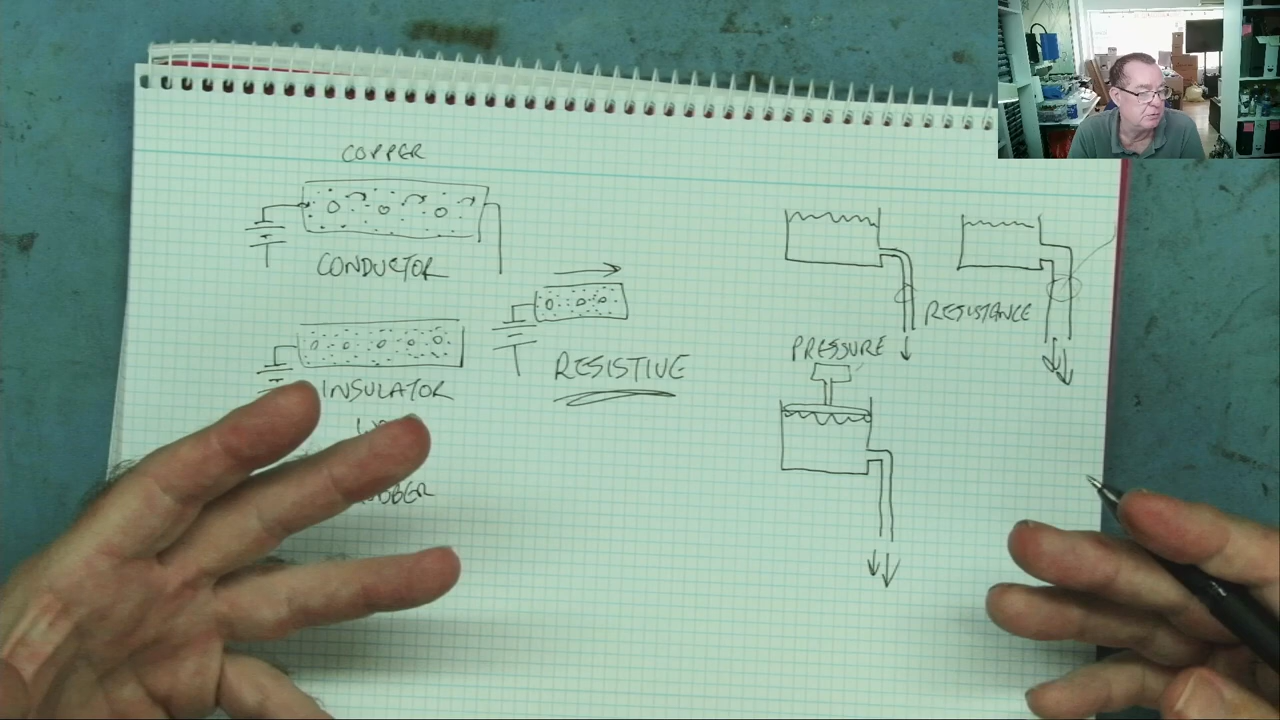 COPPER
CONDUCTOR
INSULATOR
RESISTIVE
RESISTANCE
PRESSURE